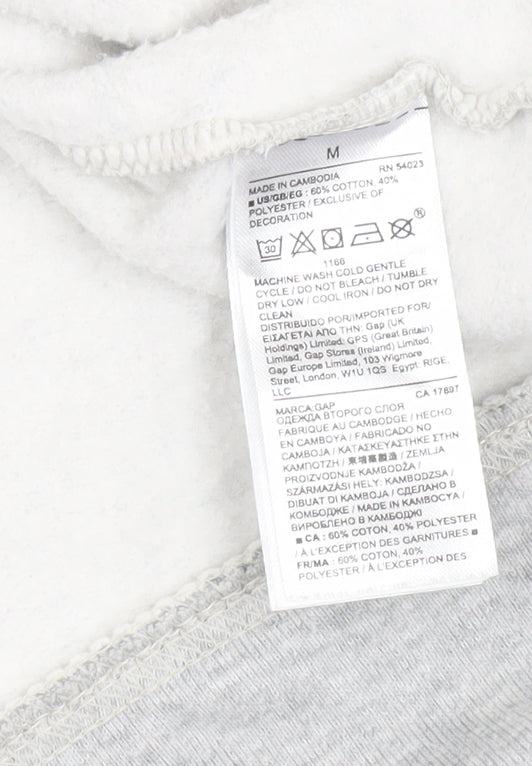 M
MADE IN CAMBODIA RN 54023
■ US/GB/EG : 60% COTTON, 40%
POLYESTER / EXCLUSIVE OF
DECORATION
30
®
1166
MACHINE WASH COLD GENTLE
CYCLE / DO NOT BLEACH / TUMBLE
DRY LOW / COOL IRON / DO NOT DRY
CLEAN
DISTRIBUIDO POR/IMPORTED FOR/
ΕΙΣΑΓΕΤΑΙ ΑΠΟ ΤΗΝ: Gap (UK
Holdings) Limited, GPS (Great Britain)
Limited, Gap Stores (Ireland) Limited,
Gap Europe Limited, 103 Wigmore
Street, London, W1U 1QS. Egypt: RIGE,
LLC
MARCA:GAP CA 17897
ОДЕЖДА ВТОРОГО СЛОЯ
FABRIQUE AU CAMBODGE / HECHO
EN CAMBOYA / FABRICADO NO
CAMBOJA / ΚΑΤΑΣΚΕΥΑΣΤΗΚΕ ΣΤΗΝ
ΚΑΜΠΟΤΖΗ / 柬埔寨製造 / ZEMLJA
PROIZVODNJE KAMBODŽA /
SZÁRMAZÁSI HELY: KAMBODZSA /
DIBUAT DI KAMBOJA / СДЕЛАНО В
КОМБОДЖЕ / MADE IN KAMBOCYA /
ВИРОБЛЕНО В КАМБОДЖІ
■ CA : 60% COTON, 40% POLYESTER
/ À L'EXCEPTION DES GARNITURES ■
FR/MA : 60% COTON, 40%
POLYESTER / À L'EXCEPTION DES